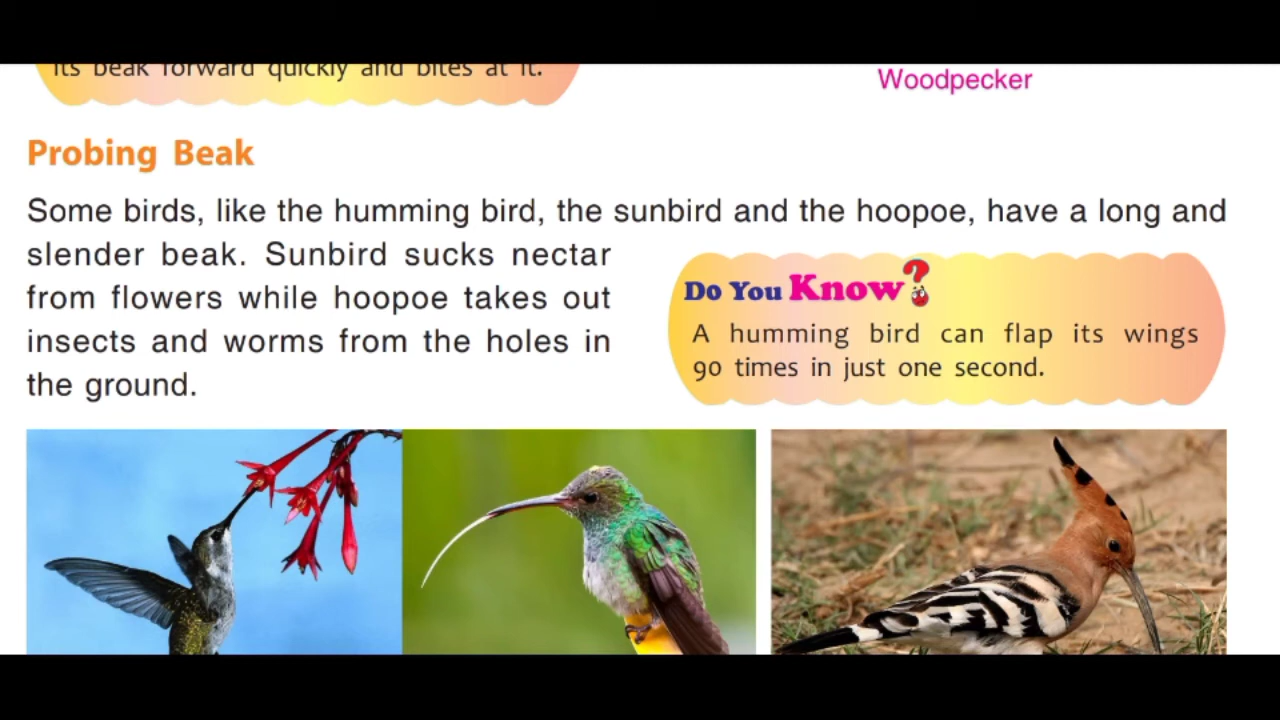 its beak forward quickly and bites at it.
Woodpecker
Probing Beak
Some birds, like the humming bird, the sunbird and the hoopoe, have a long and
slender beak. Sunbird sucks nectar
from flowers while hoopoe takes out
insects and worms from the holes in
the ground.
Do You Know?
A humming bird can flap its wings
90 times in just one second.